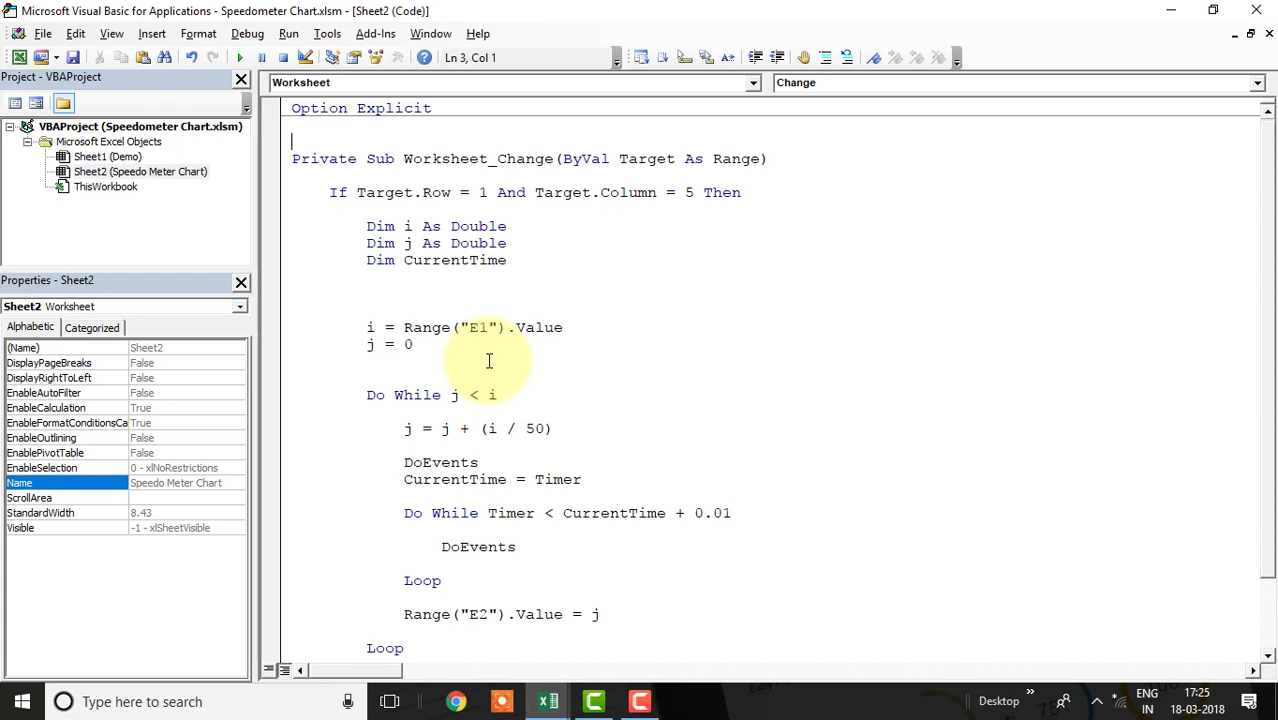 Microsoft Visual Basic for Applications - Speedometer Chart.xlsm - [Sheet2 (Code)]
File Edit View Insert Format Debug Run Tools Add-Ins Window Help
Ln 3, Col 1
Project - VBAProject
VBAProject (Speedometer Chart.xlsm)
Microsoft Excel Objects
Sheet1 (Demo)
Sheet2 (Speedo Meter Chart)
ThisWorkbook
Properties - Sheet2
Sheet2 Worksheet
Alphabetic Categorized
(Name) Sheet2
DisplayPageBreaks False
DisplayRightToLeft False
EnableAutoFilter False
EnableCalculation True
EnableFormatConditionsCa True
EnableOutlining False
EnablePivotTable False
EnableSelection 0 - xlNoRestrictions
Name Speedo Meter Chart
ScrollArea
StandardWidth 8.43
Visible -1 - xlSheetVisible
Worksheet Change
Option Explicit
Private Sub Worksheet_Change(ByVal Target As Range)
If Target.Row = 1 And Target.Column = 5 Then
Dim i As Double
Dim j As Double
Dim CurrentTime
i = Range("E1").Value
j = 0
Do While j < i
j = j + (i / 50)
DoEvents
CurrentTime = Timer
Do While Timer < CurrentTime + 0.01
DoEvents
Loop
Range("E2").Value = j
Loop
Type here to search
Desktop
ENG
IN
17:25
18-03-2018